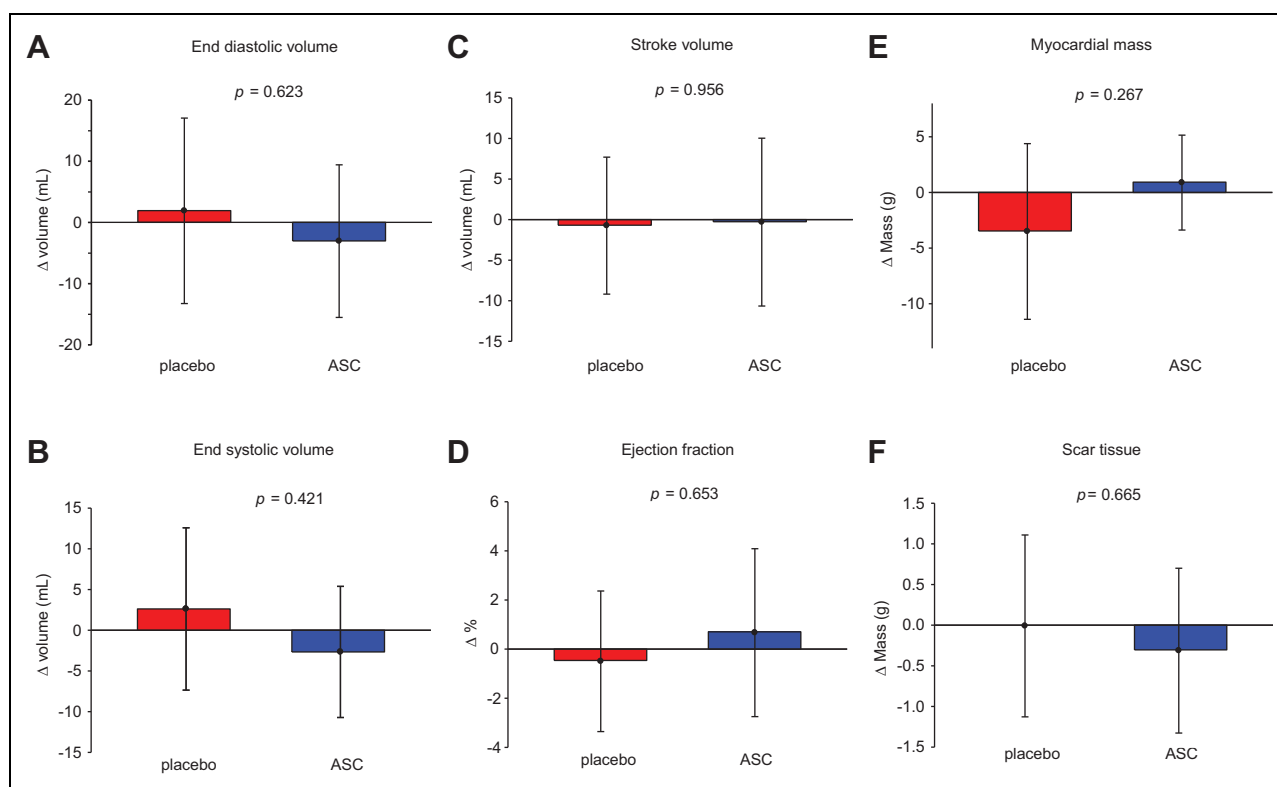 A
End diastolic volume
p = 0.623
20
10
0
-10
-20
Δ volume (mL)
placebo
ASC
C
Stroke volume
p = 0.956
15
10
5
0
-5
-10
-15
Δ volume (mL)
placebo
ASC
E
Myocardial mass
p = 0.267
5
0
-5
-10
Δ Mass (g)
placebo
ASC
B
End systolic volume
p = 0.421
15
10
5
0
-5
-10
-15
Δ volume (mL)
placebo
ASC
D
Ejection fraction
p = 0.653
6
4
2
0
-2
-4
Δ %
placebo
ASC
F
Scar tissue
p= 0.665
1.5
1.0
0.5
0.0
-0.5
-1.0
-1.5
Δ Mass (g)
placebo
ASC